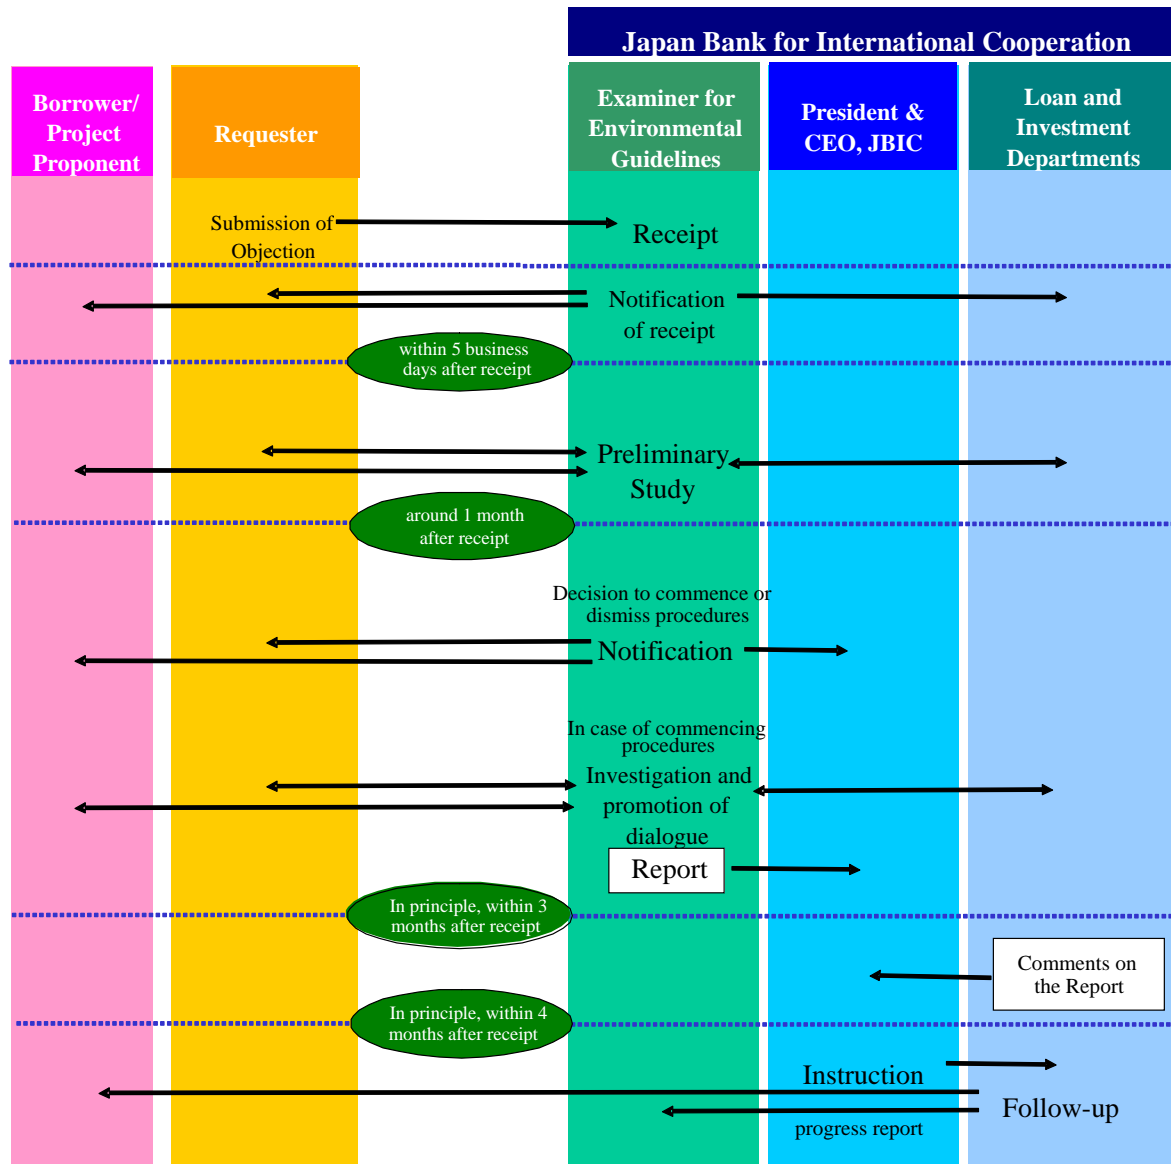 Japan Bank for International Cooperation
Borrower/
Project
Proponent
Requester
Examiner for
Environmental
Guidelines
President &
CEO, JBIC
Loan and
Investment
Departments
Submission of
Objection
Receipt
Notification
of receipt
within 5 business
days after receipt
Preliminary
Study
around 1 month
after receipt
Decision to commence or
dismiss procedures
Notification
In case of commencing
procedures
Investigation and
promotion of
dialogue
Report
In principle, within 3
months after receipt
Comments on
the Report
In principle, within 4
months after receipt
Instruction
Follow-up
progress report